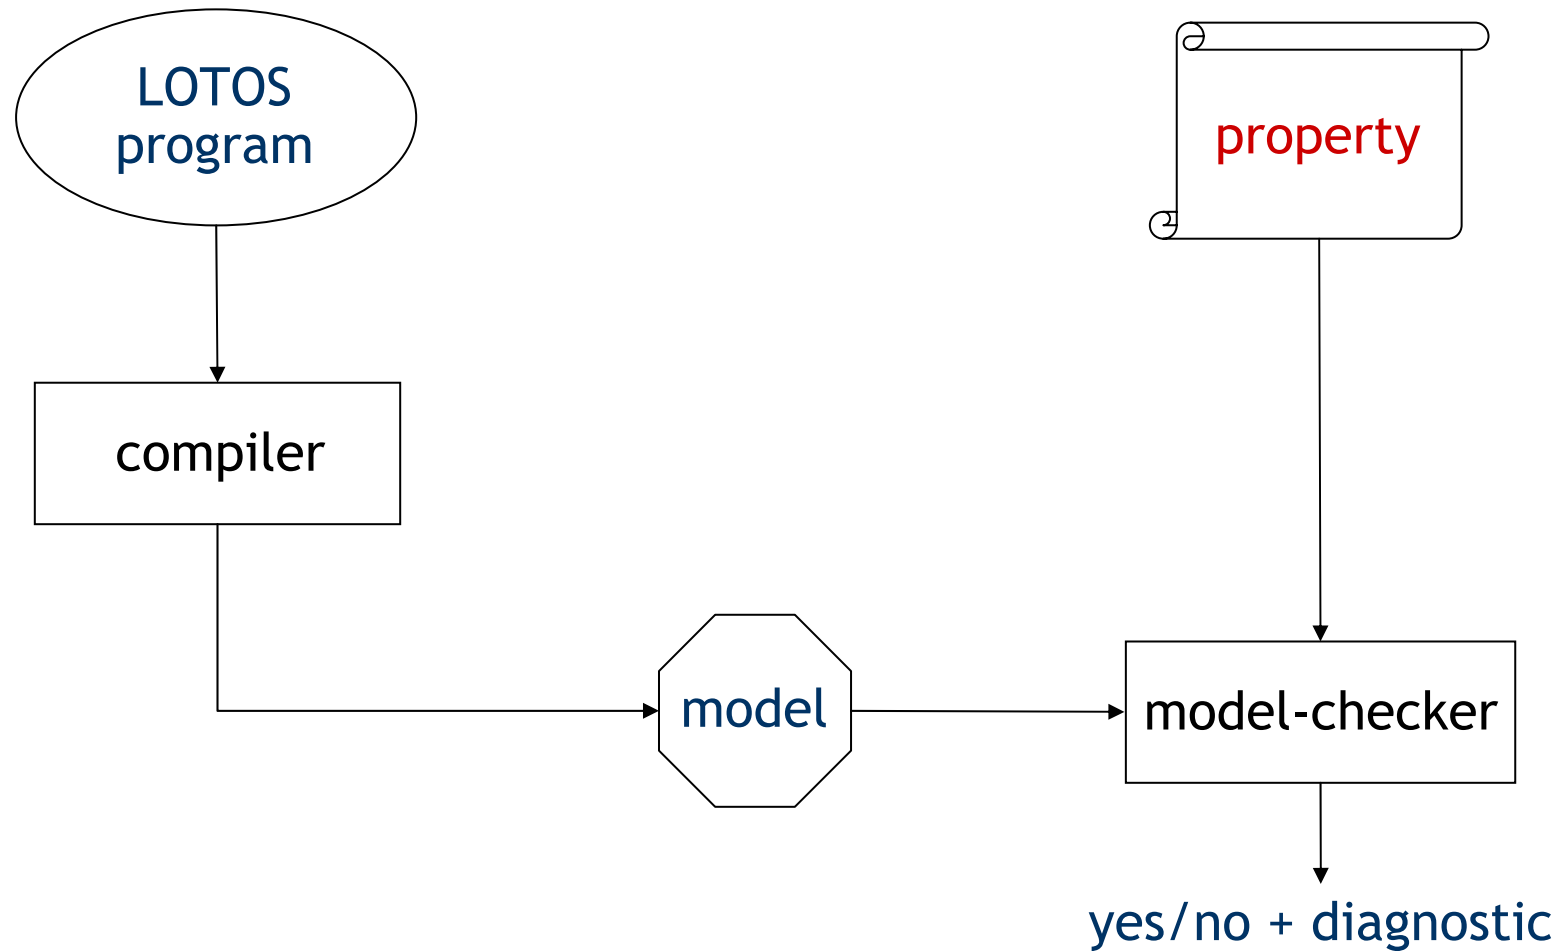 LOTOS
program
property
compiler
model
model-checker
yes/no + diagnostic